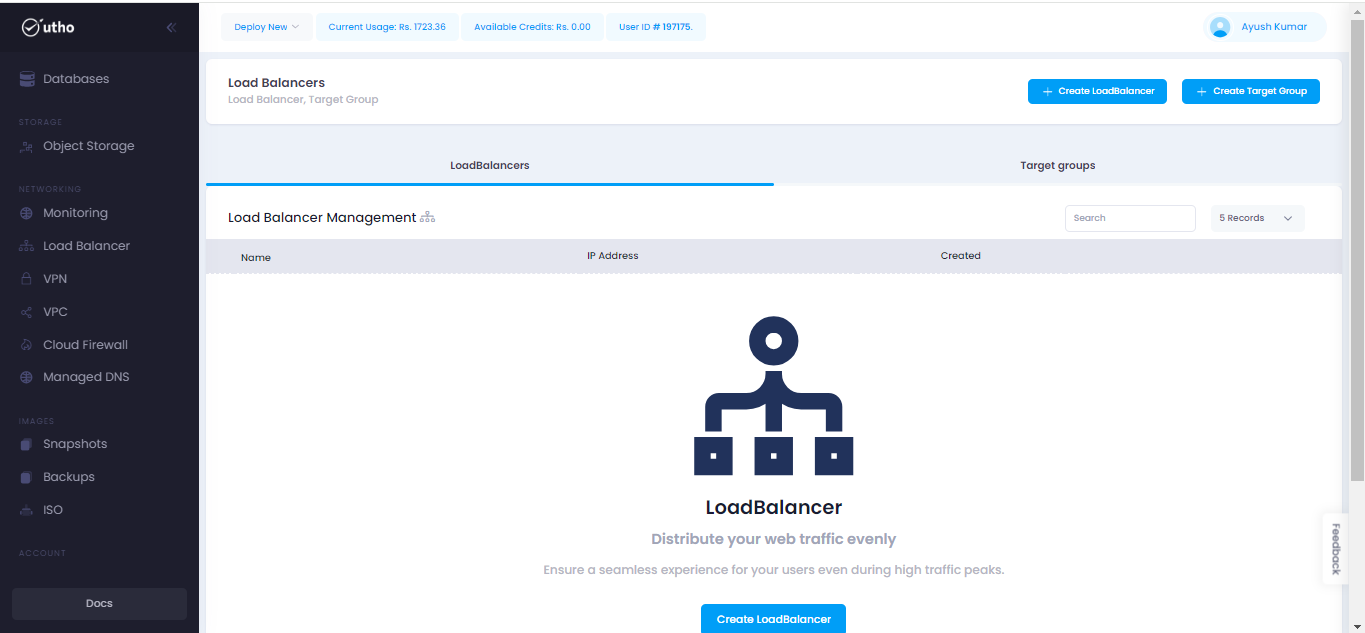 utho
Deploy New
Current Usage: Rs. 1723.36
Available Credits: Rs. 0.00
User ID # 197175.
Ayush Kumar
Databases
STORAGE
Object Storage
NETWORKING
Monitoring
Load Balancer
VPN
VPC
Cloud Firewall
Managed DNS
IMAGES
Snapshots
Backups
ISO
ACCOUNT
Docs
Load Balancers
Load Balancer, Target Group
Create LoadBalancer
Create Target Group
LoadBalancers
Target groups
Load Balancer Management
Search
5 Records
Name
IP Address
Created
LoadBalancer
Distribute your web traffic evenly
Ensure a seamless experience for your users even during high traffic peaks.
Create LoadBalancer
Feedback